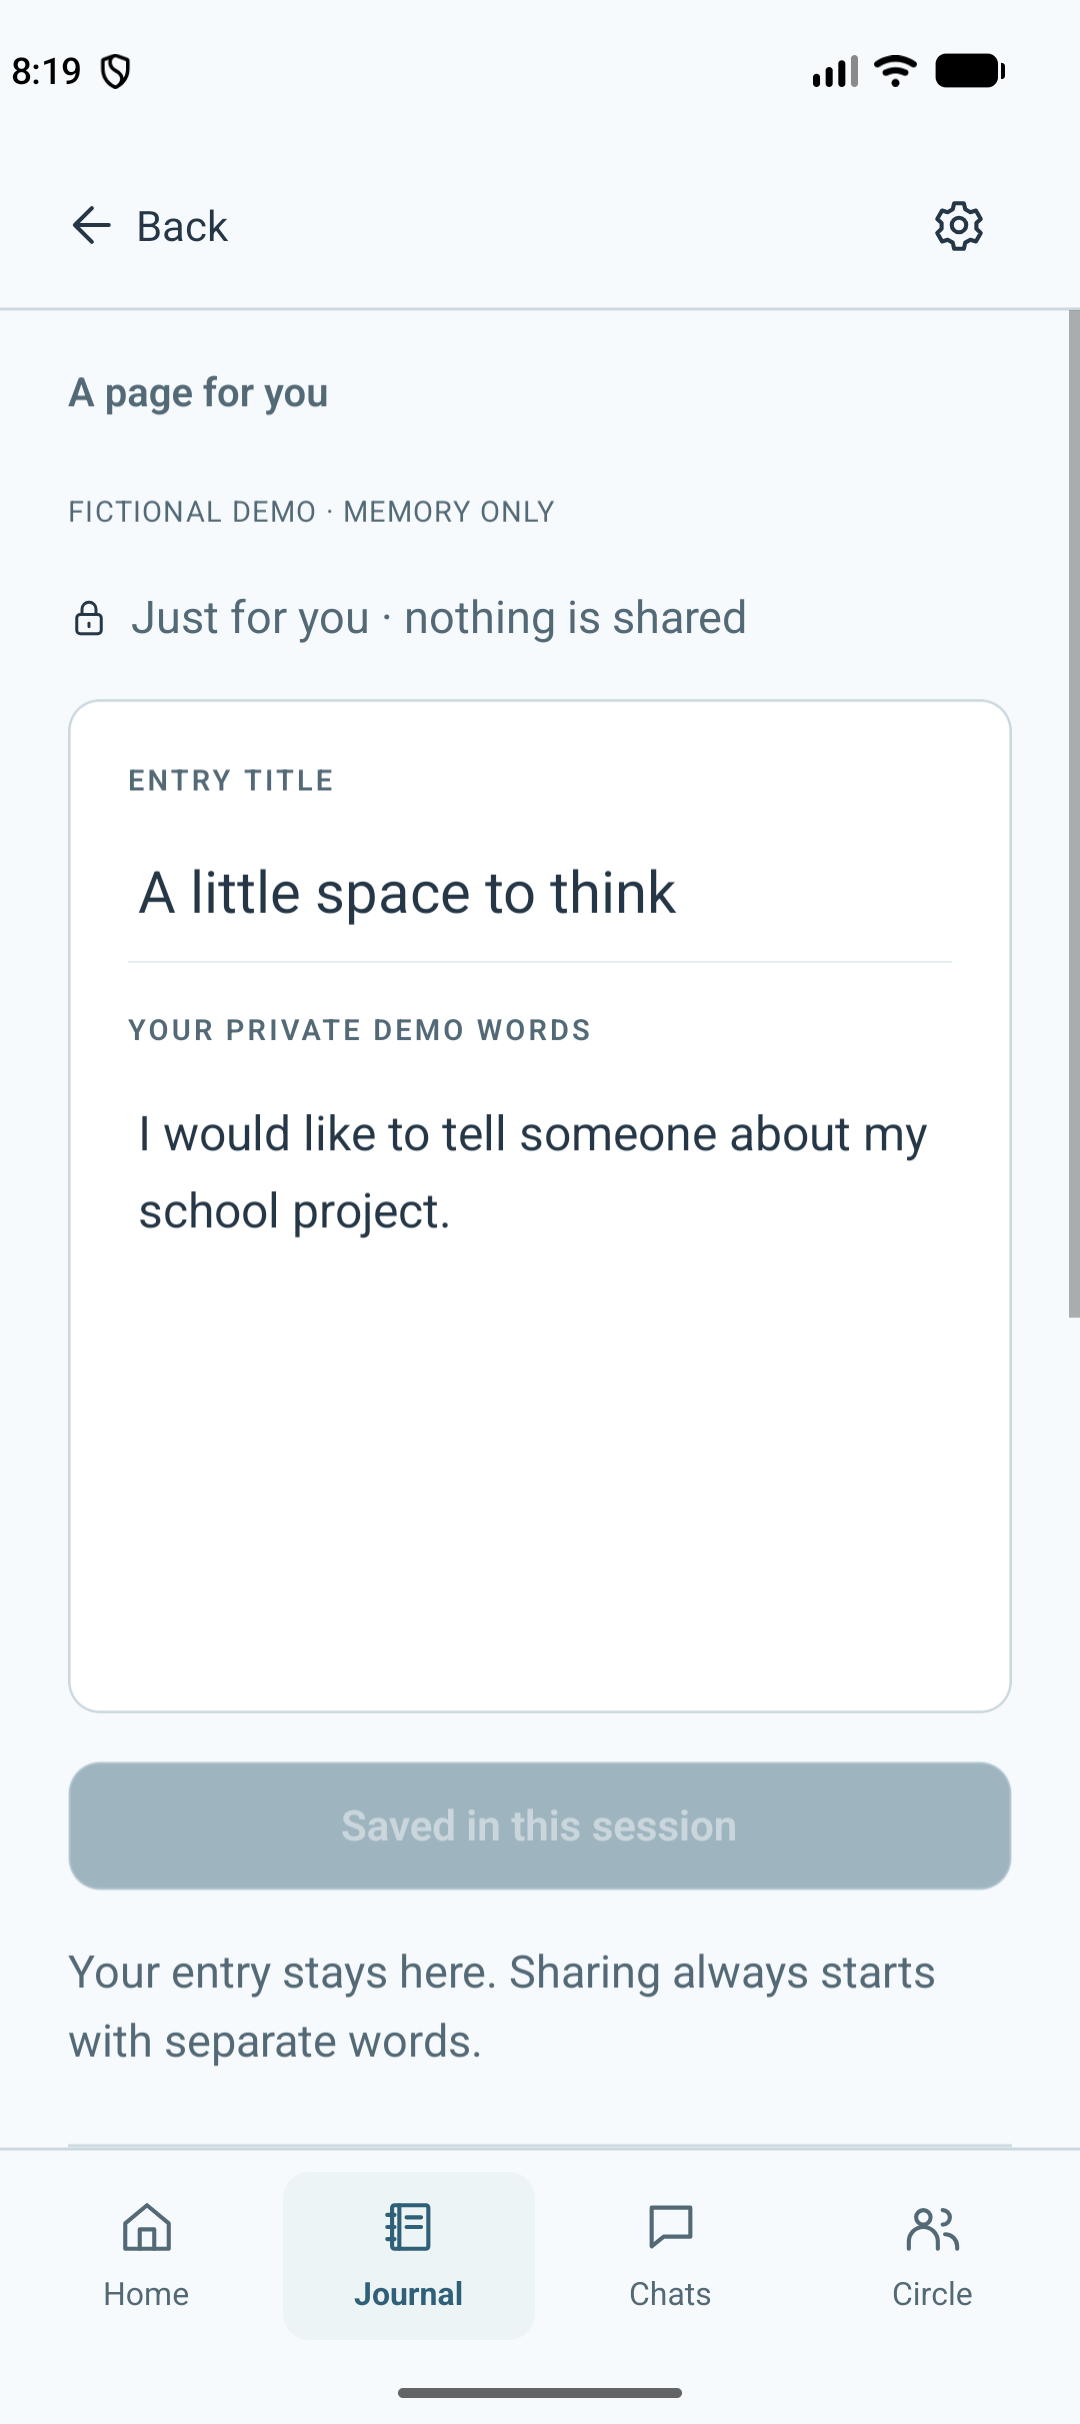 8:19
Back
A page for you
FICTIONAL DEMO · MEMORY ONLY
Just for you · nothing is shared
ENTRY TITLE
A little space to think
YOUR PRIVATE DEMO WORDS
I would like to tell someone about my
school project.
Saved in this session
Your entry stays here. Sharing always starts
with separate words.
Home
Journal
Chats
Circle